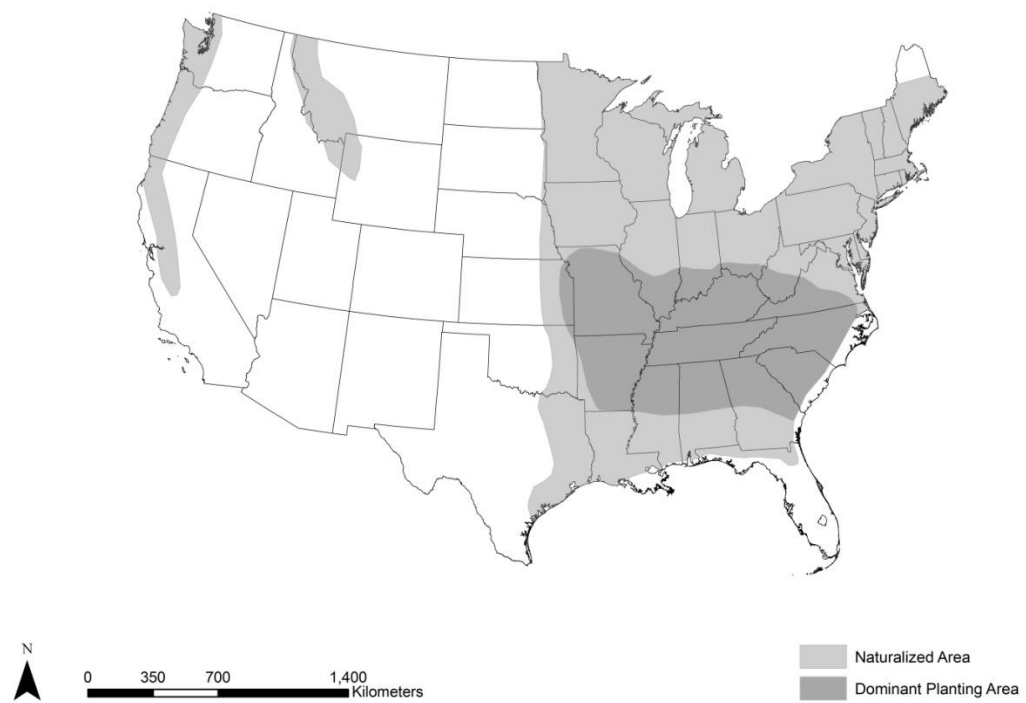 N
0 350 700 1,400
Kilometers
Naturalized Area
Dominant Planting Area